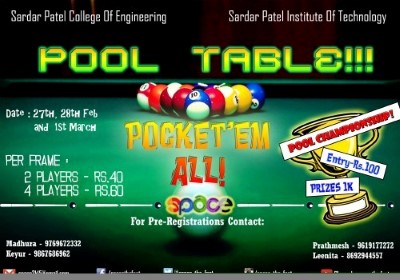 Sardar Patel College Of Engineering
Sardar Patel Institute Of Technology
POOL TABLE!!!
Date : 27th, 28th Feb
and 1st March
POCKET'EM
ALL!
PER FRAME :
2 PLAYERS - RS.40
4 PLAYERS - RS.60
POOL CHAMPIONSHIP!
Entry-Rs.100
PRIZES 1K
space
For Pre-Registrations Contact:
Madhura - 9769672332
Keyur - 9867686962
Prathmesh - 9619177272
Leenita - 8692944557